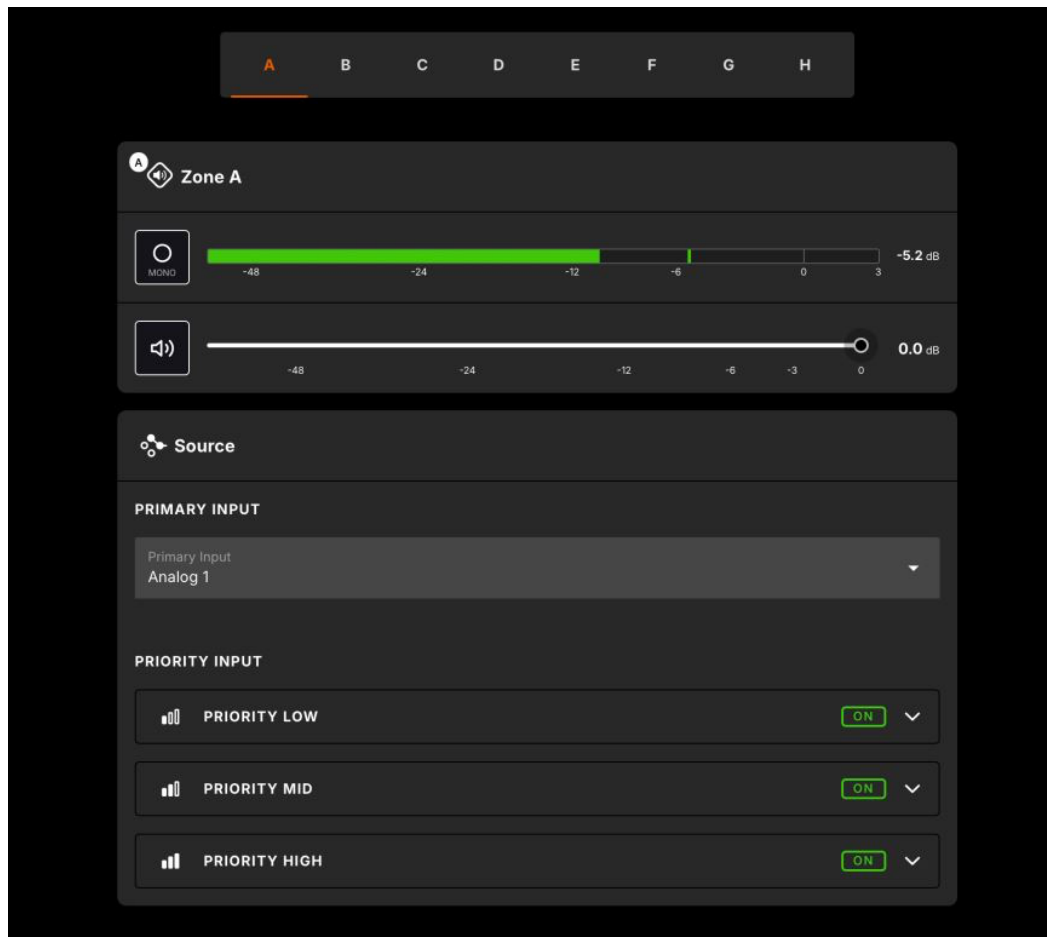 A B C D E F G H
A Zone A
MONO
-48 -24 -12 -6 0 3
-5.2 dB
-48 -24 -12 -6 -3 0
0.0 dB
Source
PRIMARY INPUT
Primary Input
Analog 1
PRIORITY INPUT
PRIORITY LOW ON
PRIORITY MID ON
PRIORITY HIGH ON